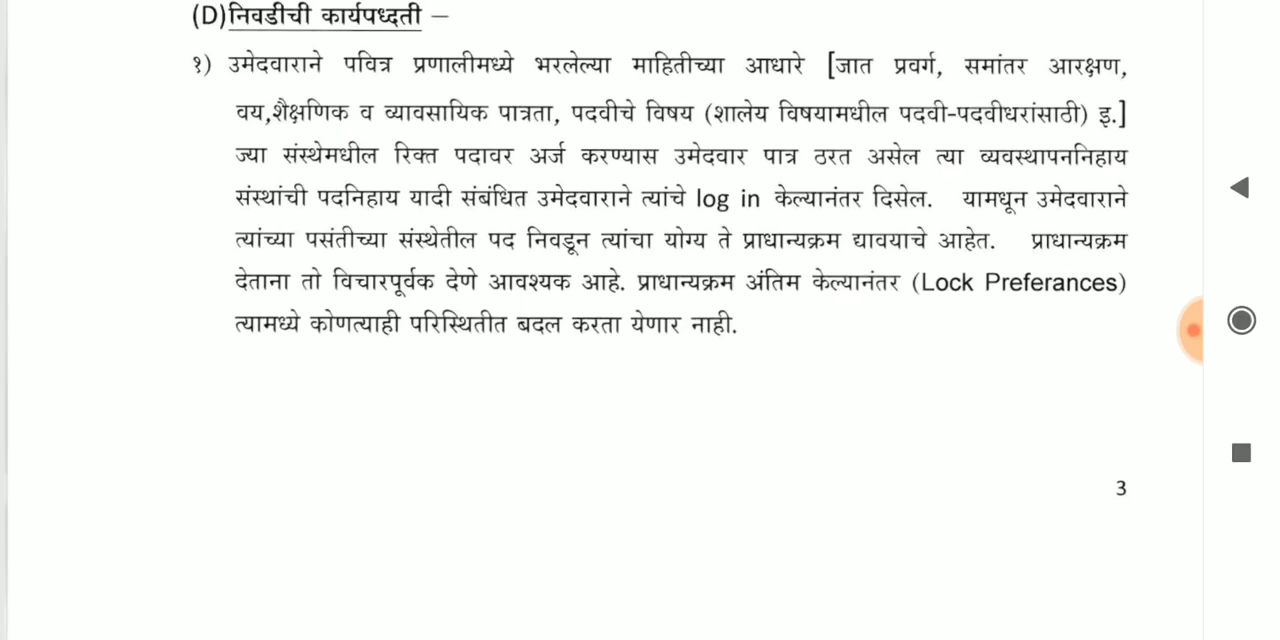 (D)निवडीची कार्यपध्दती –
१) उमेदवाराने पवित्र प्रणालीमध्ये भरलेल्या माहितीच्या आधारे [जात प्रवर्ग, समांतर आरक्षण,
वय,शैक्षणिक व व्यावसायिक पात्रता, पदवीचे विषय (शालेय विषयामधील पदवी-पदवीधरांसाठी) इ.]
ज्या संस्थेमधील रिक्त पदावर अर्ज करण्यास उमेदवार पात्र ठरत असेल त्या व्यवस्थापननिहाय
संस्थांची पदनिहाय यादी संबंधित उमेदवाराने त्यांचे log in केल्यानंतर दिसेल. यामधून उमेदवाराने
त्यांच्या पसंतीच्या संस्थेतील पद निवडून त्यांचा योग्य ते प्राधान्यक्रम द्यावयाचे आहेत. प्राधान्यक्रम
देताना तो विचारपूर्वक देणे आवश्यक आहे. प्राधान्यक्रम अंतिम केल्यानंतर (Lock Preferances)
त्यामध्ये कोणत्याही परिस्थितीत बदल करता येणार नाही.
3